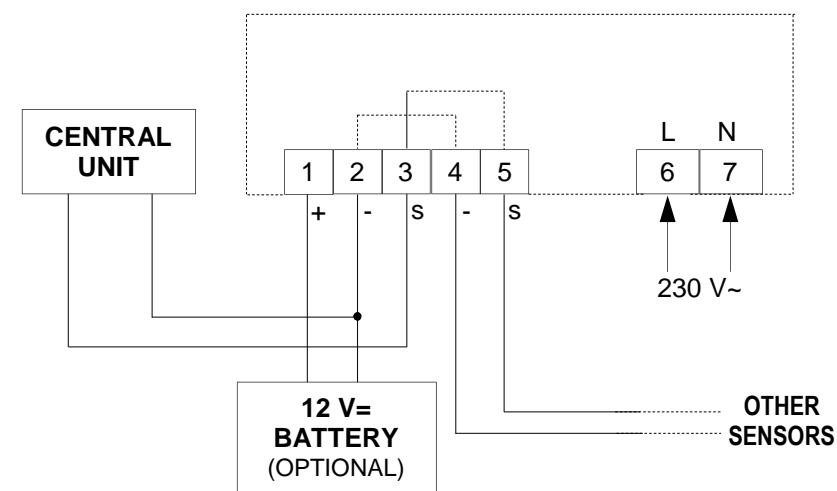 CENTRAL
UNIT
L N
1 2 3 4 5 6 7
+ - s - s
230 V~
12 V=
BATTERY
(OPTIONAL)
OTHER
SENSORS